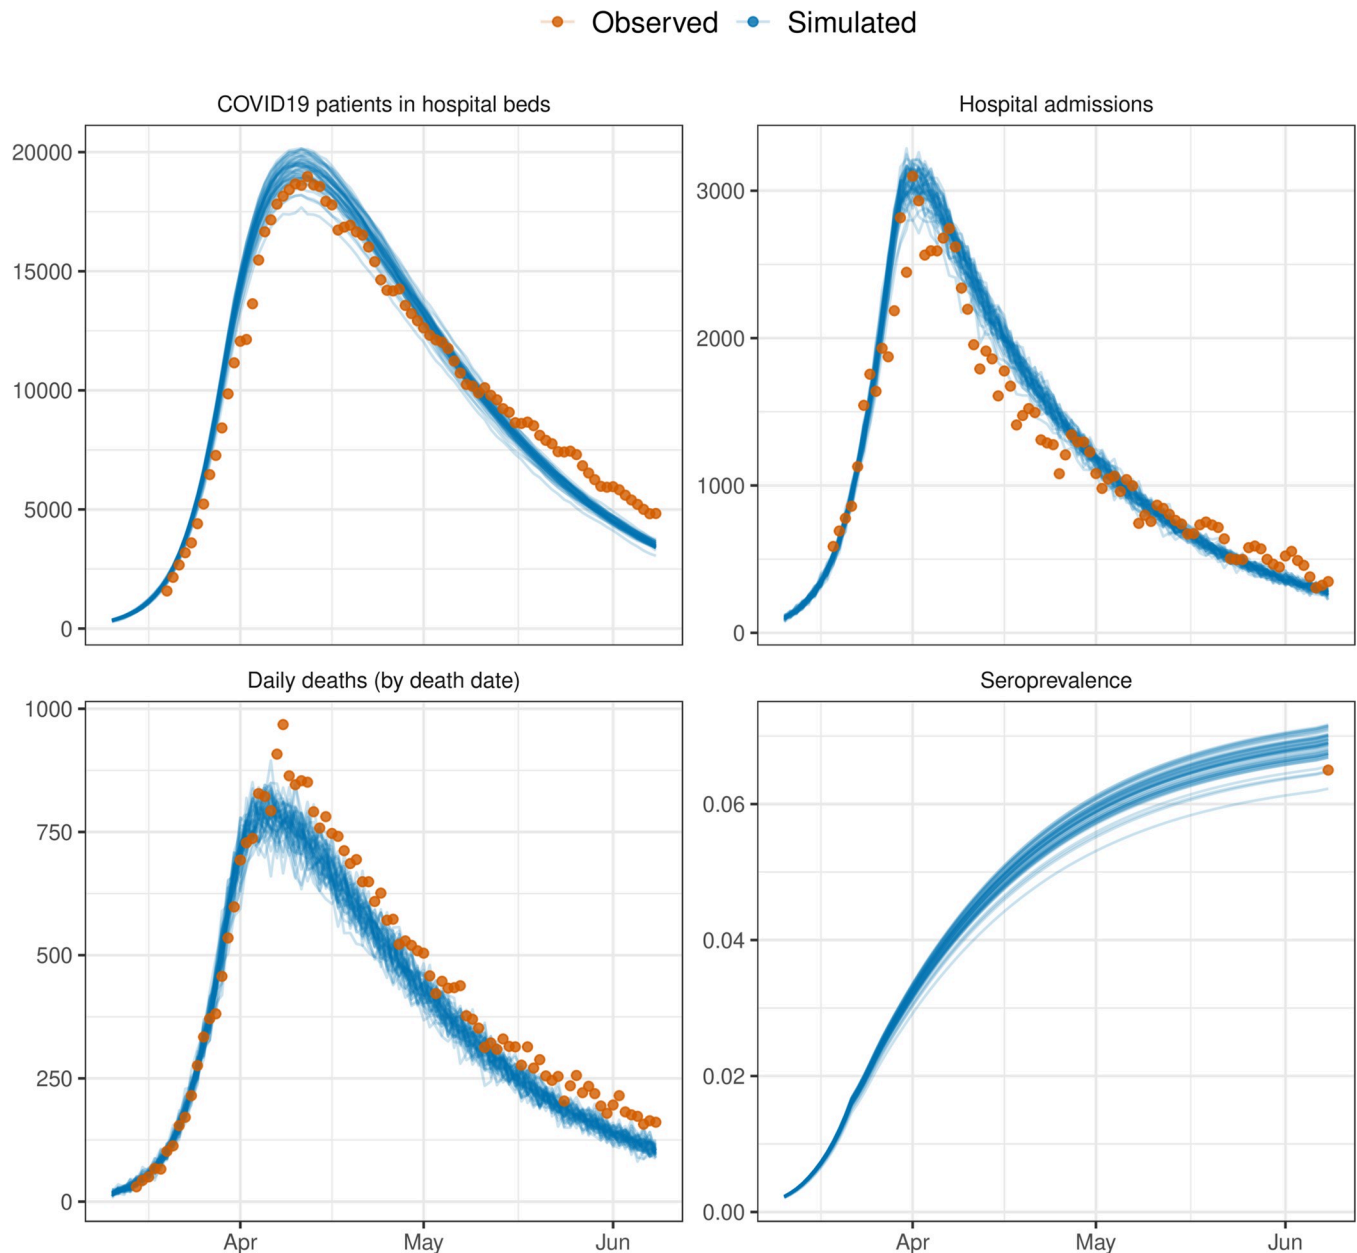 Observed Simulated
COVID19 patients in hospital beds
20000
15000
10000
5000
0
Hospital admissions
3000
2000
1000
0
Daily deaths (by death date)
1000
750
500
250
0
Apr May Jun
Seroprevalence
0.06
0.04
0.02
0.00
Apr May Jun